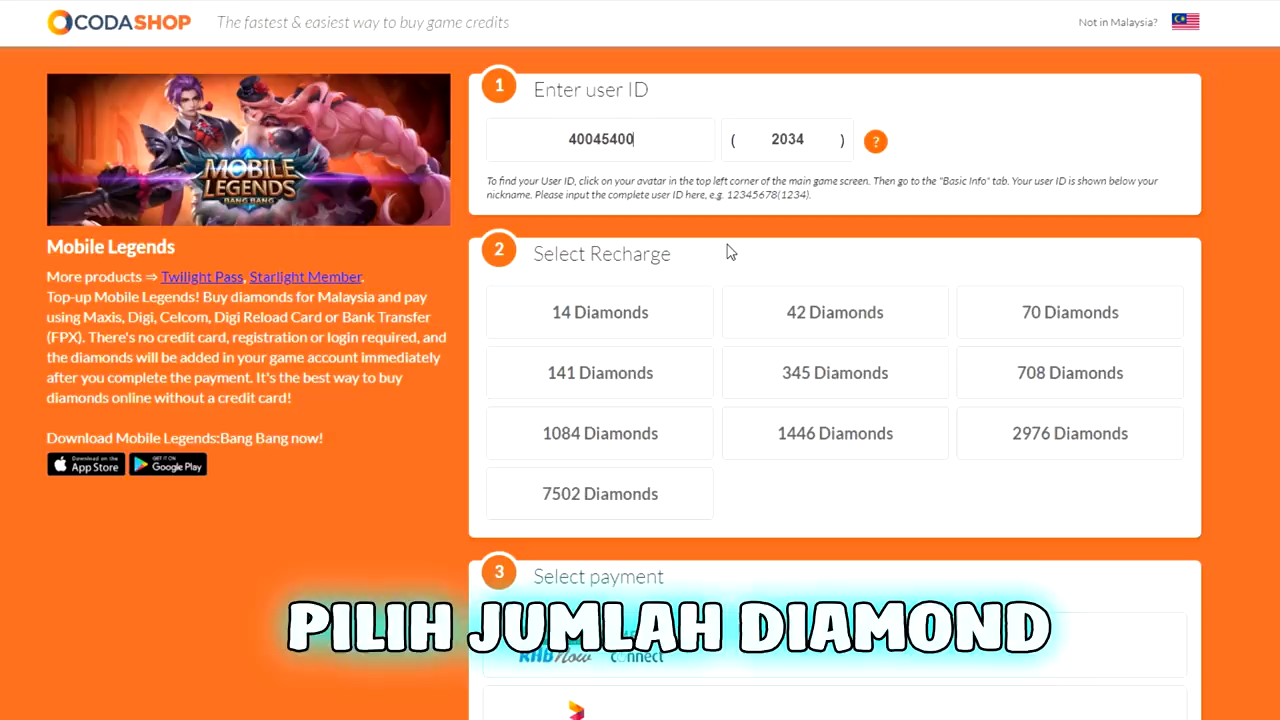 CODASHOP
The fastest & easiest way to buy game credits
Not in Malaysia?
MOBILE
LEGENDS
BANG BANG
Mobile Legends
More products ⇒ Twilight Pass, Starlight Member.
Top-up Mobile Legends! Buy diamonds for Malaysia and pay
using Maxis, Digi, Celcom, Digi Reload Card or Bank Transfer
(FPX). There's no credit card, registration or login required, and
the diamonds will be added in your game account immediately
after you complete the payment. It's the best way to buy
diamonds online without a credit card!
Download Mobile Legends:Bang Bang now!
Download on the
App Store
GET IT ON
Google Play
1
Enter user ID
40045400
( 2034 )
?
To find your User ID, click on your avatar in the top left corner of the main game screen. Then go to the "Basic Info" tab. Your user ID is shown below your
nickname. Please input the complete user ID here, e.g. 12345678(1234).
2
Select Recharge
14 Diamonds
42 Diamonds
70 Diamonds
141 Diamonds
345 Diamonds
708 Diamonds
1084 Diamonds
1446 Diamonds
2976 Diamonds
7502 Diamonds
3
Select payment
PILIH JUMLAH DIAMOND
RHB Now
connect